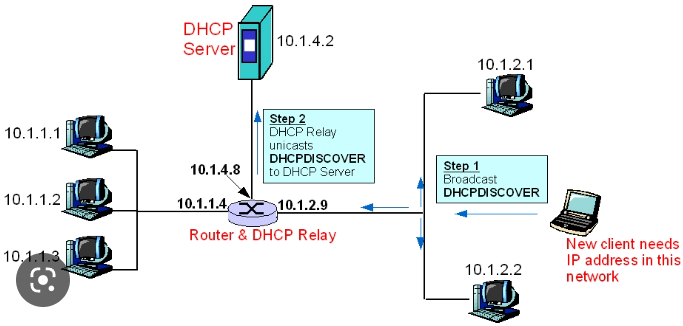 DHCP
Server
10.1.4.2
10.1.2.1
Step 2
DHCP Relay
unicasts
DHCPDISCOVER
to DHCP Server
10.1.1.1
Step 1
Broadcast
DHCPDISCOVER
10.1.4.8
10.1.1.2
10.1.1.4
10.1.2.9
Router & DHCP Relay
New client needs
IP address in this
network
10.1.1.3
10.1.2.2